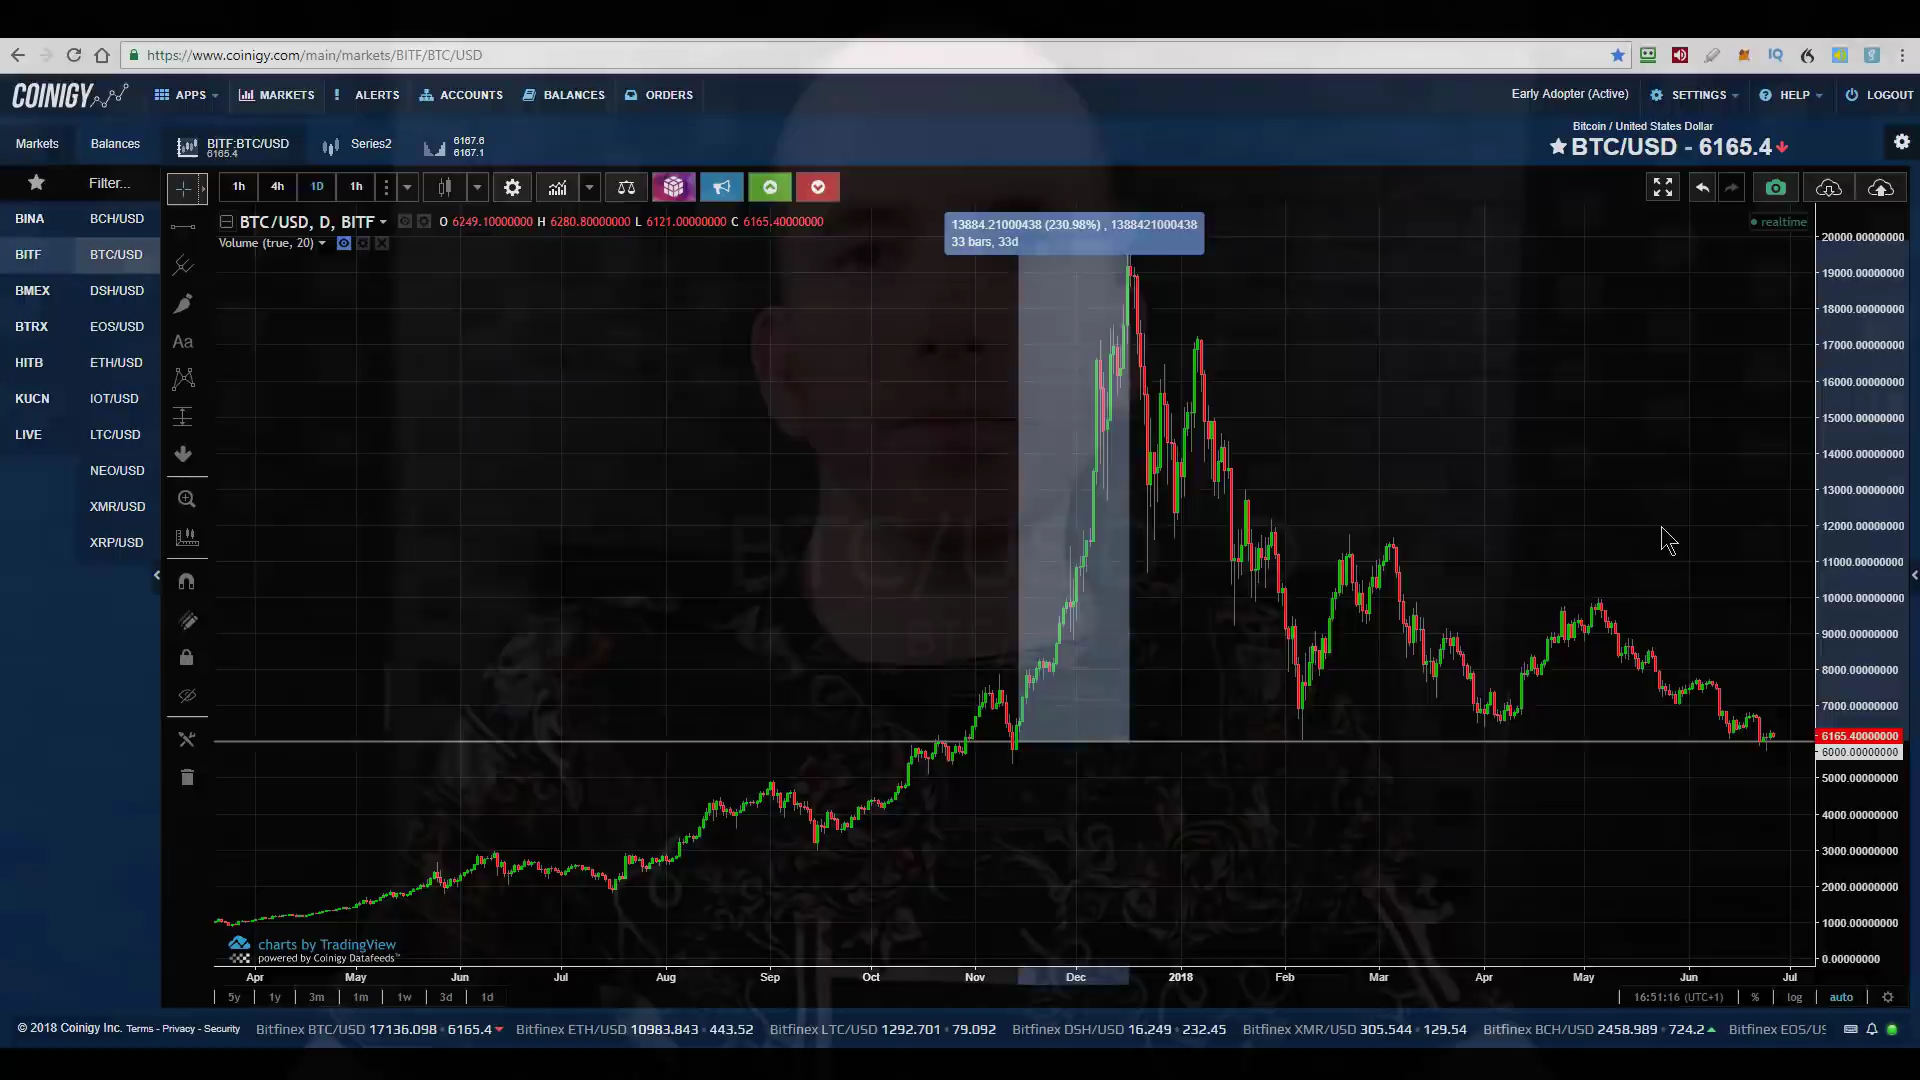 https://www.coinigy.com/main/markets/BITF/BTC/USD
COINIGY
APPS MARKETS ALERTS ACCOUNTS BALANCES ORDERS
Early Adopter (Active) SETTINGS HELP LOGOUT
Markets Balances
BITF:BTC/USD
6165.4
Series2
6167.6
6167.1
Bitcoin / United States Dollar
BTC/USD - 6165.4
Filter...
1h 4h 1D 1h
BINA BCH/USD
BITF BTC/USD
BMEX DSH/USD
BTRX EOS/USD
HITB ETH/USD
KUCN IOT/USD
LIVE LTC/USD
NEO/USD
XMR/USD
XRP/USD
Aa
BTC/USD, D, BITF O 6249.10000000 H 6280.80000000 L 6121.00000000 C 6165.40000000
Volume (true, 20)
13884.21000438 (230.98%) , 1388421000438
33 bars, 33d
realtime
20000.00000000
19000.00000000
18000.00000000
17000.00000000
16000.00000000
15000.00000000
14000.00000000
13000.00000000
12000.00000000
11000.00000000
10000.00000000
9000.00000000
8000.00000000
7000.00000000
6165.40000000
6000.00000000
5000.00000000
4000.00000000
3000.00000000
2000.00000000
1000.00000000
0.00000000
charts by TradingView
powered by Coinigy Datafeeds™
Apr May Jun Jul Aug Sep Oct Nov Dec 2018 Feb Mar Apr May Jun Jul
5y 1y 3m 1m 1w 3d 1d
16:51:16 (UTC+1) % log auto
© 2018 Coinigy Inc. Terms - Privacy - Security
Bitfinex BTC/USD 17136.098 6165.4 Bitfinex ETH/USD 10983.843 443.52 Bitfinex LTC/USD 1292.701 79.092 Bitfinex DSH/USD 16.249 232.45 Bitfinex XMR/USD 305.544 129.54 Bitfinex BCH/USD 2458.989 724.2 Bitfinex EOS/US